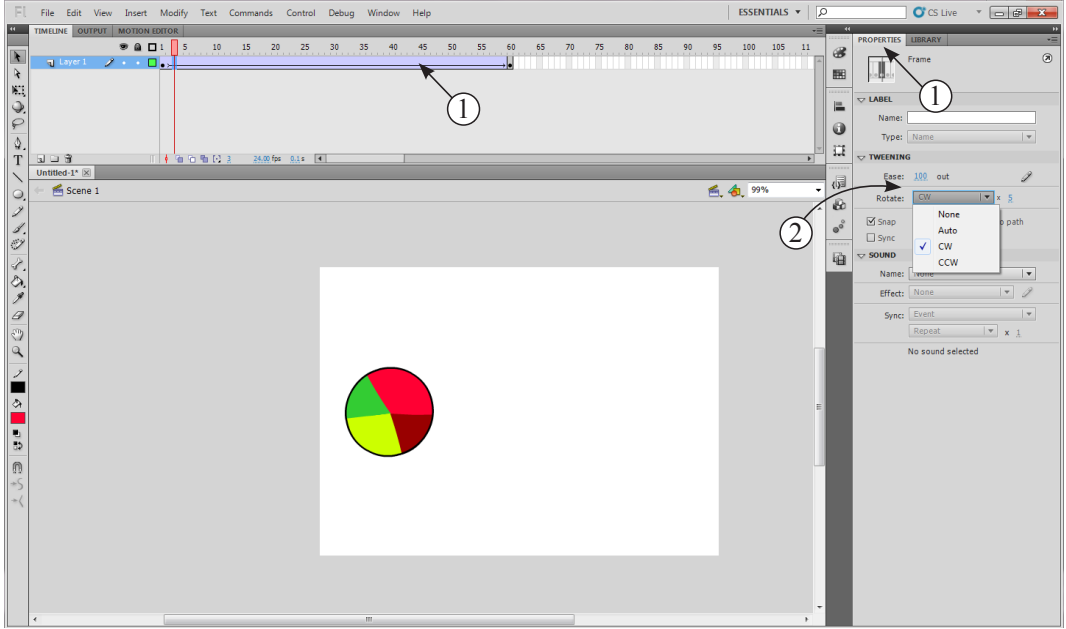 Fl File Edit View Insert Modify Text Commands Control Debug Window Help ESSENTIALS CS Live
TIMELINE OUTPUT MOTION EDITOR
1 5 10 15 20 25 30 35 40 45 50 55 60 65 70 75 80 85 90 95 100 105 11
Layer 1
1
3 24.00 fps 0.1 s
Untitled-1*
Scene 1 99%
2
PROPERTIES LIBRARY
Frame
1
LABEL
Name:
Type: Name
TWEENING
Ease: 100 out
Rotate: CW x 5
None
Auto
CW
CCW
Snap o path
Sync
SOUND
Name: None
Effect: None
Sync: Event
Repeat x 1
No sound selected